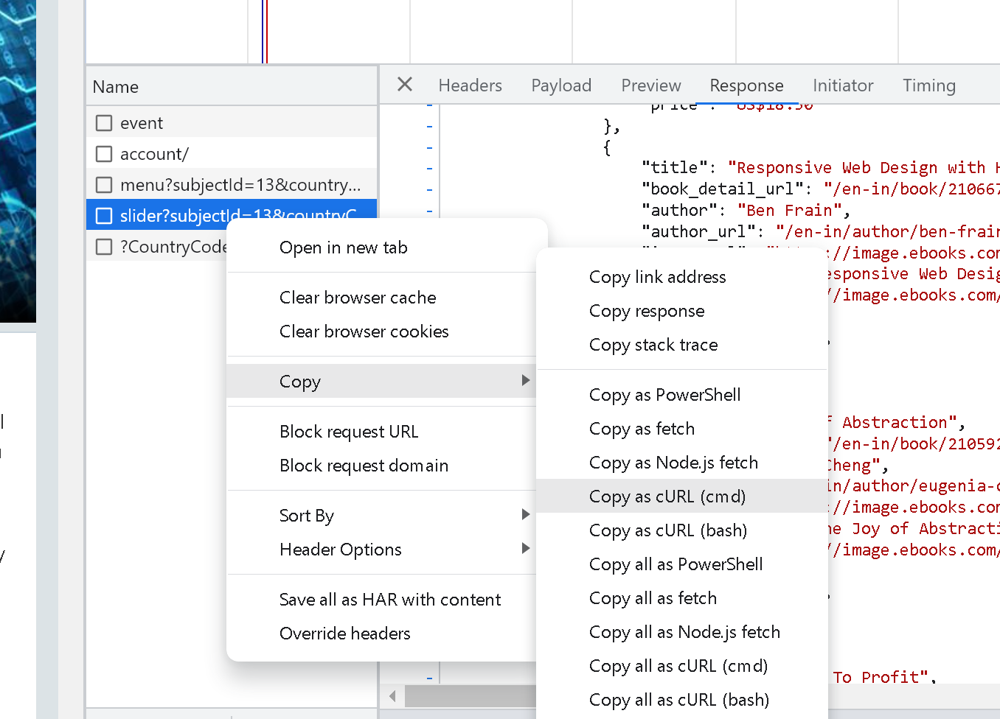 Name
Headers Payload Preview Response Initiator Timing
event
account/
menu?subjectId=13&country...
slider?subjectId=13&countryC
?CountryCode
price : "US$18.50
},
{
"title": "Responsive Web Design with H
"book_detail_url": "/en-in/book/210667
"author": "Ben Frain",
"author_url": "/en-in/author/ben-frain
://image.ebooks.com
esponsive Web Desig
//image.ebooks.com/
f Abstraction",
"/en-in/book/210592
Cheng",
in/author/eugenia-c
://image.ebooks.com
he Joy of Abstracti
//image.ebooks.com/
To Profit",
Open in new tab
Clear browser cache
Clear browser cookies
Copy
Block request URL
Block request domain
Sort By
Header Options
Save all as HAR with content
Override headers
Copy link address
Copy response
Copy stack trace
Copy as PowerShell
Copy as fetch
Copy as Node.js fetch
Copy as cURL (cmd)
Copy as cURL (bash)
Copy all as PowerShell
Copy all as fetch
Copy all as Node.js fetch
Copy all as cURL (cmd)
Copy all as cURL (bash)